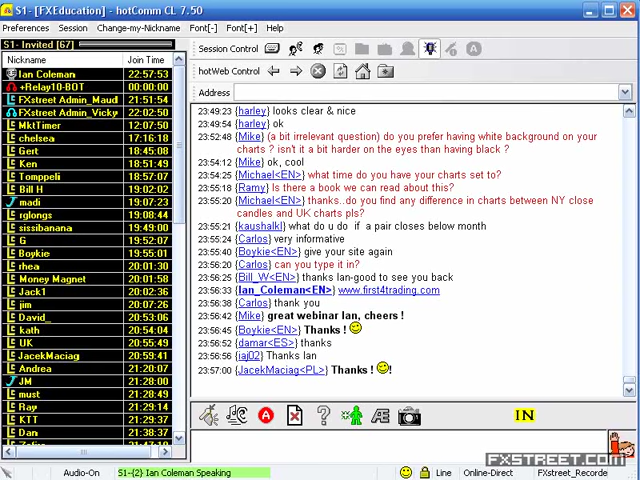 S1- [FXEducation] - hotComm CL 7.50
Preferences Session Change-my-Nickname Font[-] Font[+] Help
S1- Invited [67]
Nickname Join Time
Ian Coleman 22:57:53
+Relay10-BOT 00:00:00
FXstreet Admin_Maud 21:51:54
FXstreet Admin_Vicky 22:02:50
MktTimer 12:07:50
chelsea 17:16:18
Gert 18:45:08
Ken 18:51:49
Tomppeli 17:57:17
Bill H 19:02:02
madi 19:07:23
rglongs 19:08:44
sissibanana 19:49:00
G 19:52:07
Boykie 19:55:01
rhea 20:01:30
Money Magnet 20:01:58
Jack1 20:02:36
jim 20:07:26
David_ 20:53:06
kath 20:54:04
UK 20:55:49
JacekMaciag 20:59:41
Andrea 21:20:07
JM 21:28:00
must 21:28:49
Ray 21:29:14
KTT 21:29:37
Dan 21:38:37
Session Control
hotWeb Control
Address
23:49:23 {harley} looks clear & nice
23:49:54 {harley} ok
23:52:48 {Mike} (a bit irrelevant question) do you prefer having white background on your
charts ? isn't it a bit harder on the eyes than having black ?
23:54:12 {Mike} ok, cool
23:54:25 {Michael<EN>} what time do you have your charts set to?
23:55:18 {Ramy} Is there a book we can read about this?
23:55:20 {Michael<EN>} thanks..do you find any difference in charts between NY close
candles and UK charts pls?
23:55:21 {kaushalkl} what do u do if a pair closes below month
23:55:24 {Carlos} very informative
23:55:40 {Boykie<EN>} give your site again
23:56:20 {Carlos} can you type it in?
23:56:25 {Bill_W<EN>} thanks Ian-good to see you back
23:56:33 {Ian_Coleman<EN>} www.first4trading.com
23:56:38 {Carlos} thank you
23:56:42 {Mike} great webinar Ian, cheers !
23:56:45 {Boykie<EN>} Thanks !
23:56:52 {damar<ES>} thanks
23:56:56 {iaj02} Thanks Ian
23:57:00 {JacekMaciag<PL>} Thanks ! !
IN
FXSTREET.COM
Audio-On S1-{2} Ian Coleman Speaking Line Online-Direct FXstreet_Recorde